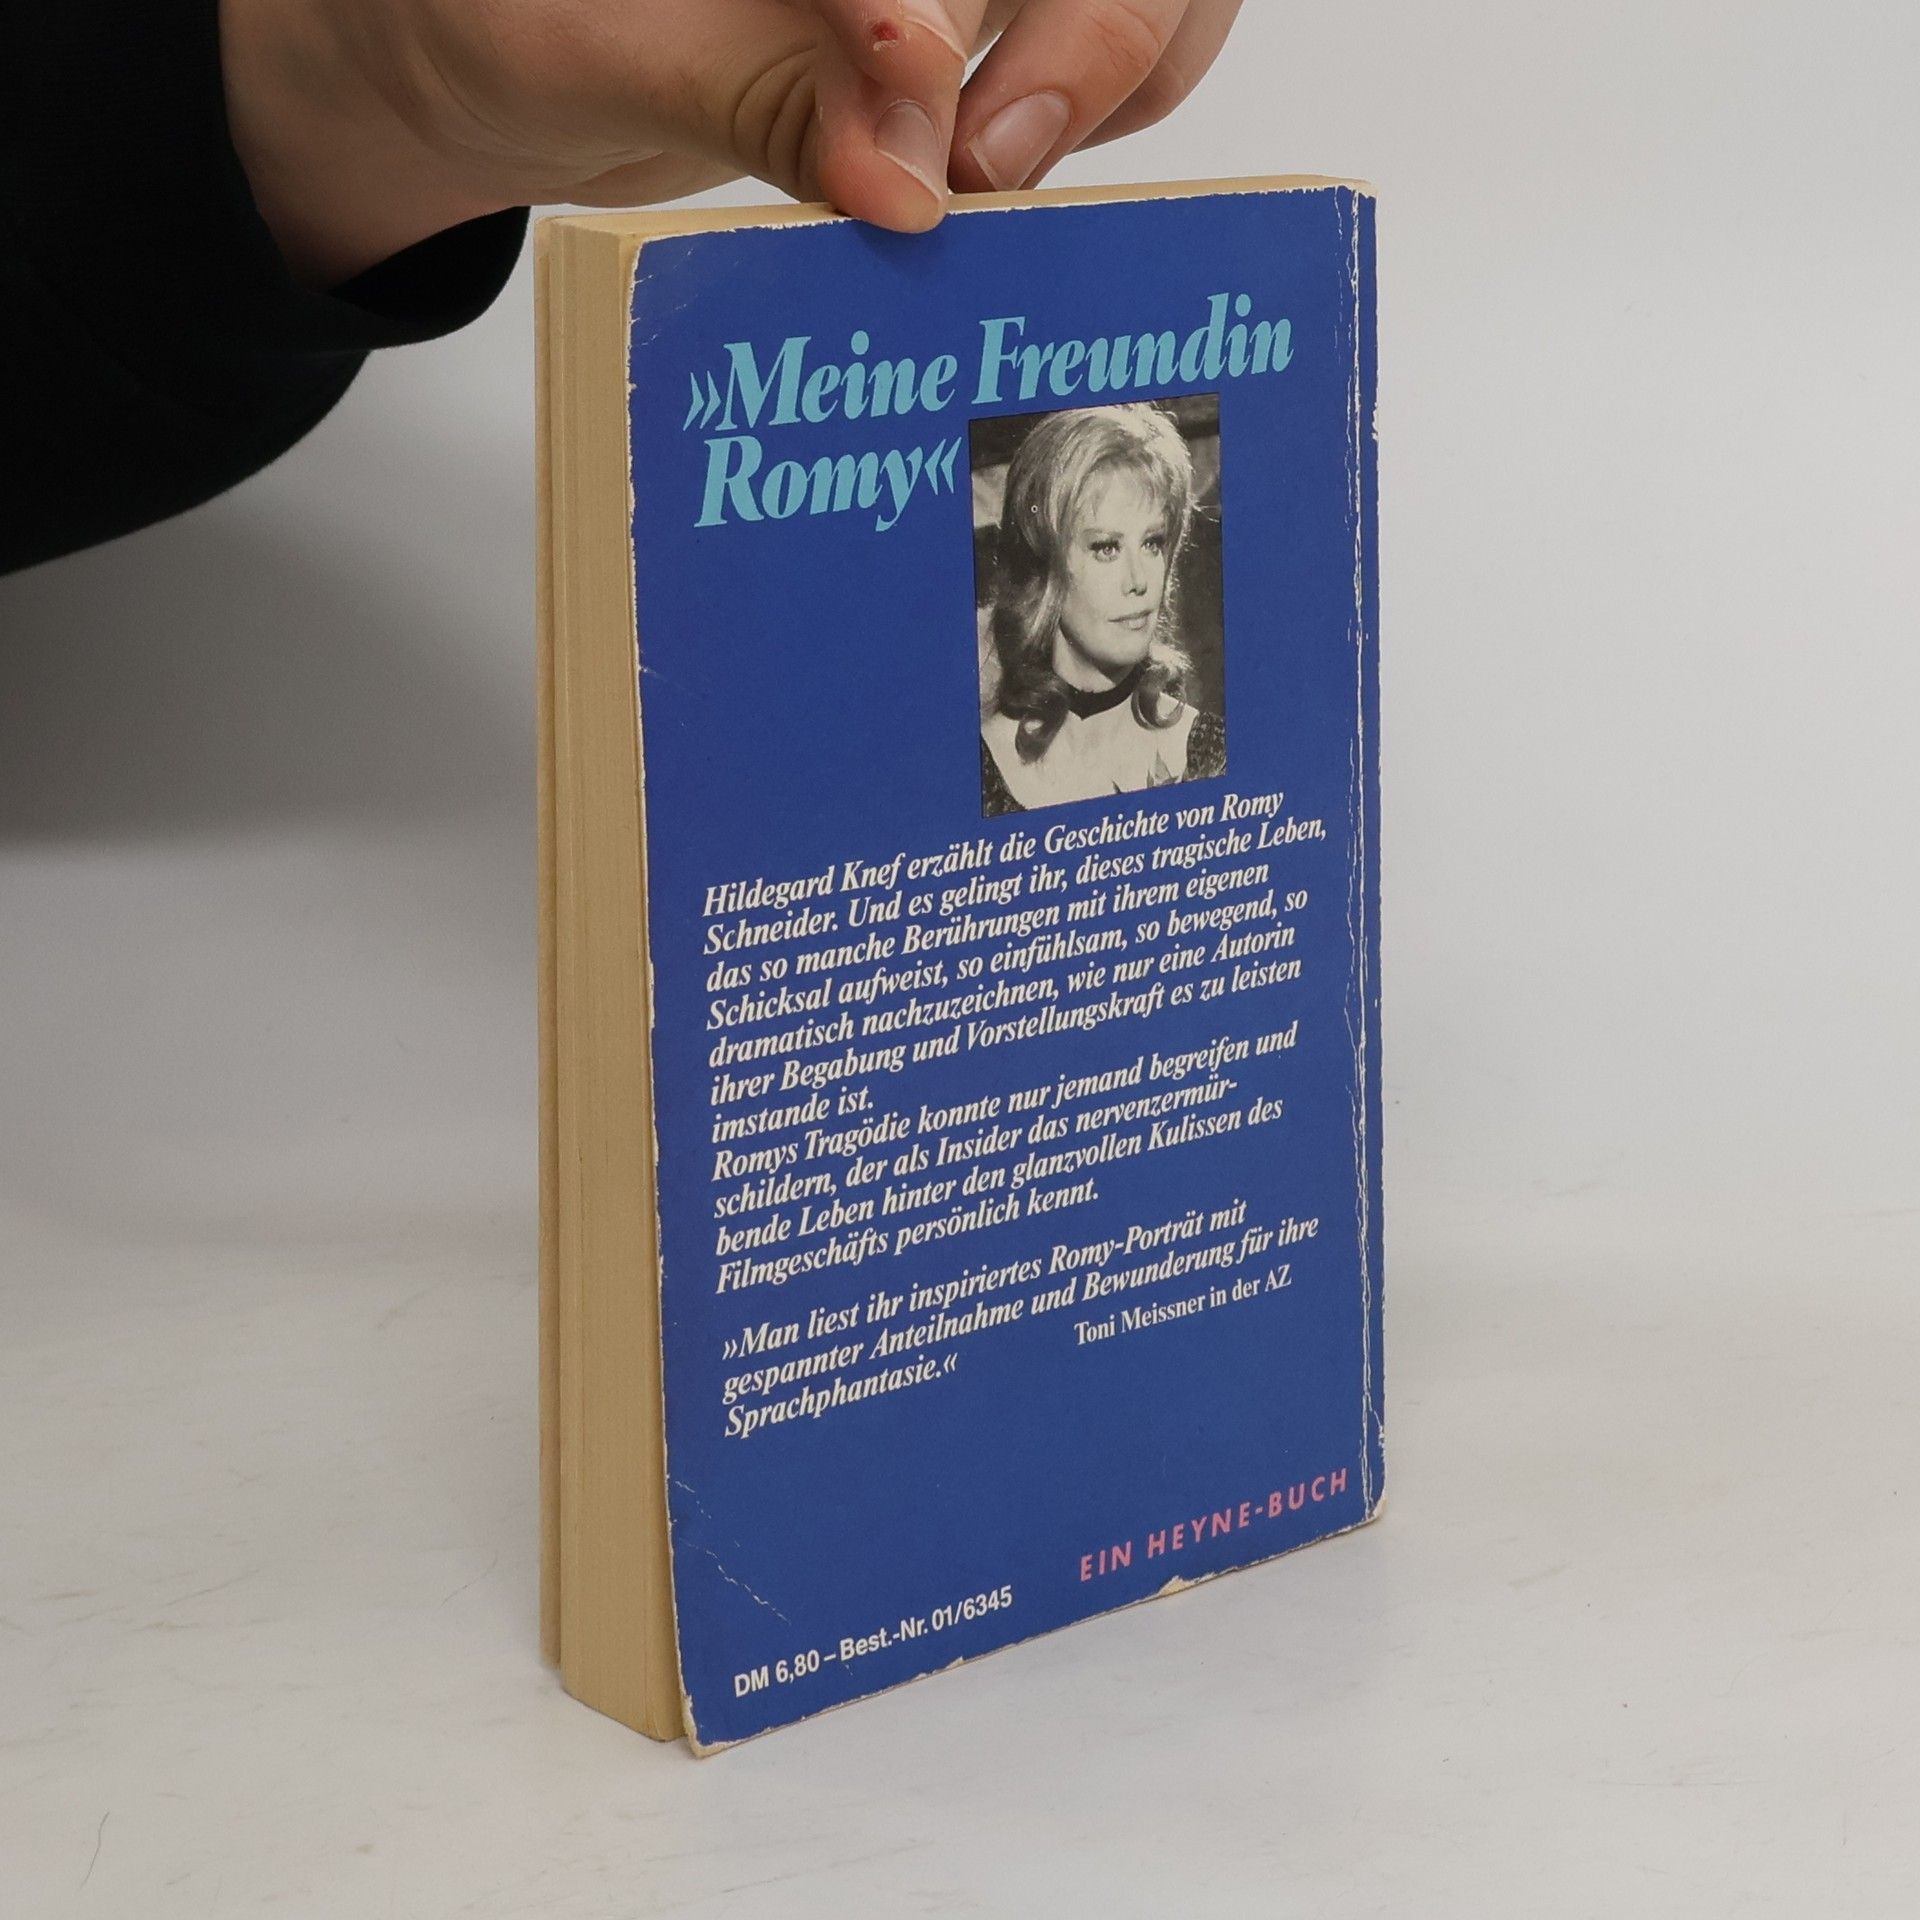 »Meine Freundin
Romy«
Hildegard Knef erzählt die Geschichte von Romy
Schneider. Und es gelingt ihr, dieses tragische Leben,
das so manche Berührungen mit ihrem eigenen
Schicksal aufweist, so einfühlsam, so bewegend, so
dramatisch nachzuzeichnen, wie nur eine Autorin
ihrer Begabung und Vorstellungskraft es zu leisten
imstande ist.
Romys Tragödie konnte nur jemand begreifen und
schildern, der als Insider das nervenzermür-
bende Leben hinter den glanzvollen Kulissen des
Filmgeschäfts persönlich kennt.
»Man liest ihr inspiriertes Romy-Porträt mit
gespannter Anteilnahme und Bewunderung für ihre
Sprachphantasie.«
Toni Meissner in der AZ
EIN HEYNE-BUCH
DM 6,80 – Best.-Nr. 01/6345